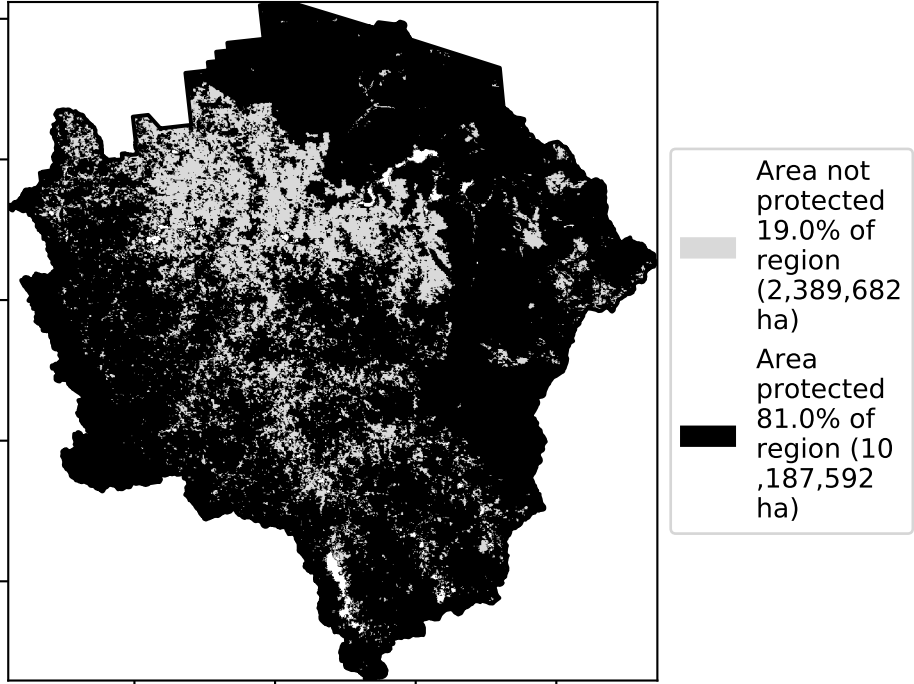 Area not
protected
19.0% of
region
(2,389,682
ha)
Area
protected
81.0% of
region (10
,187,592
ha)